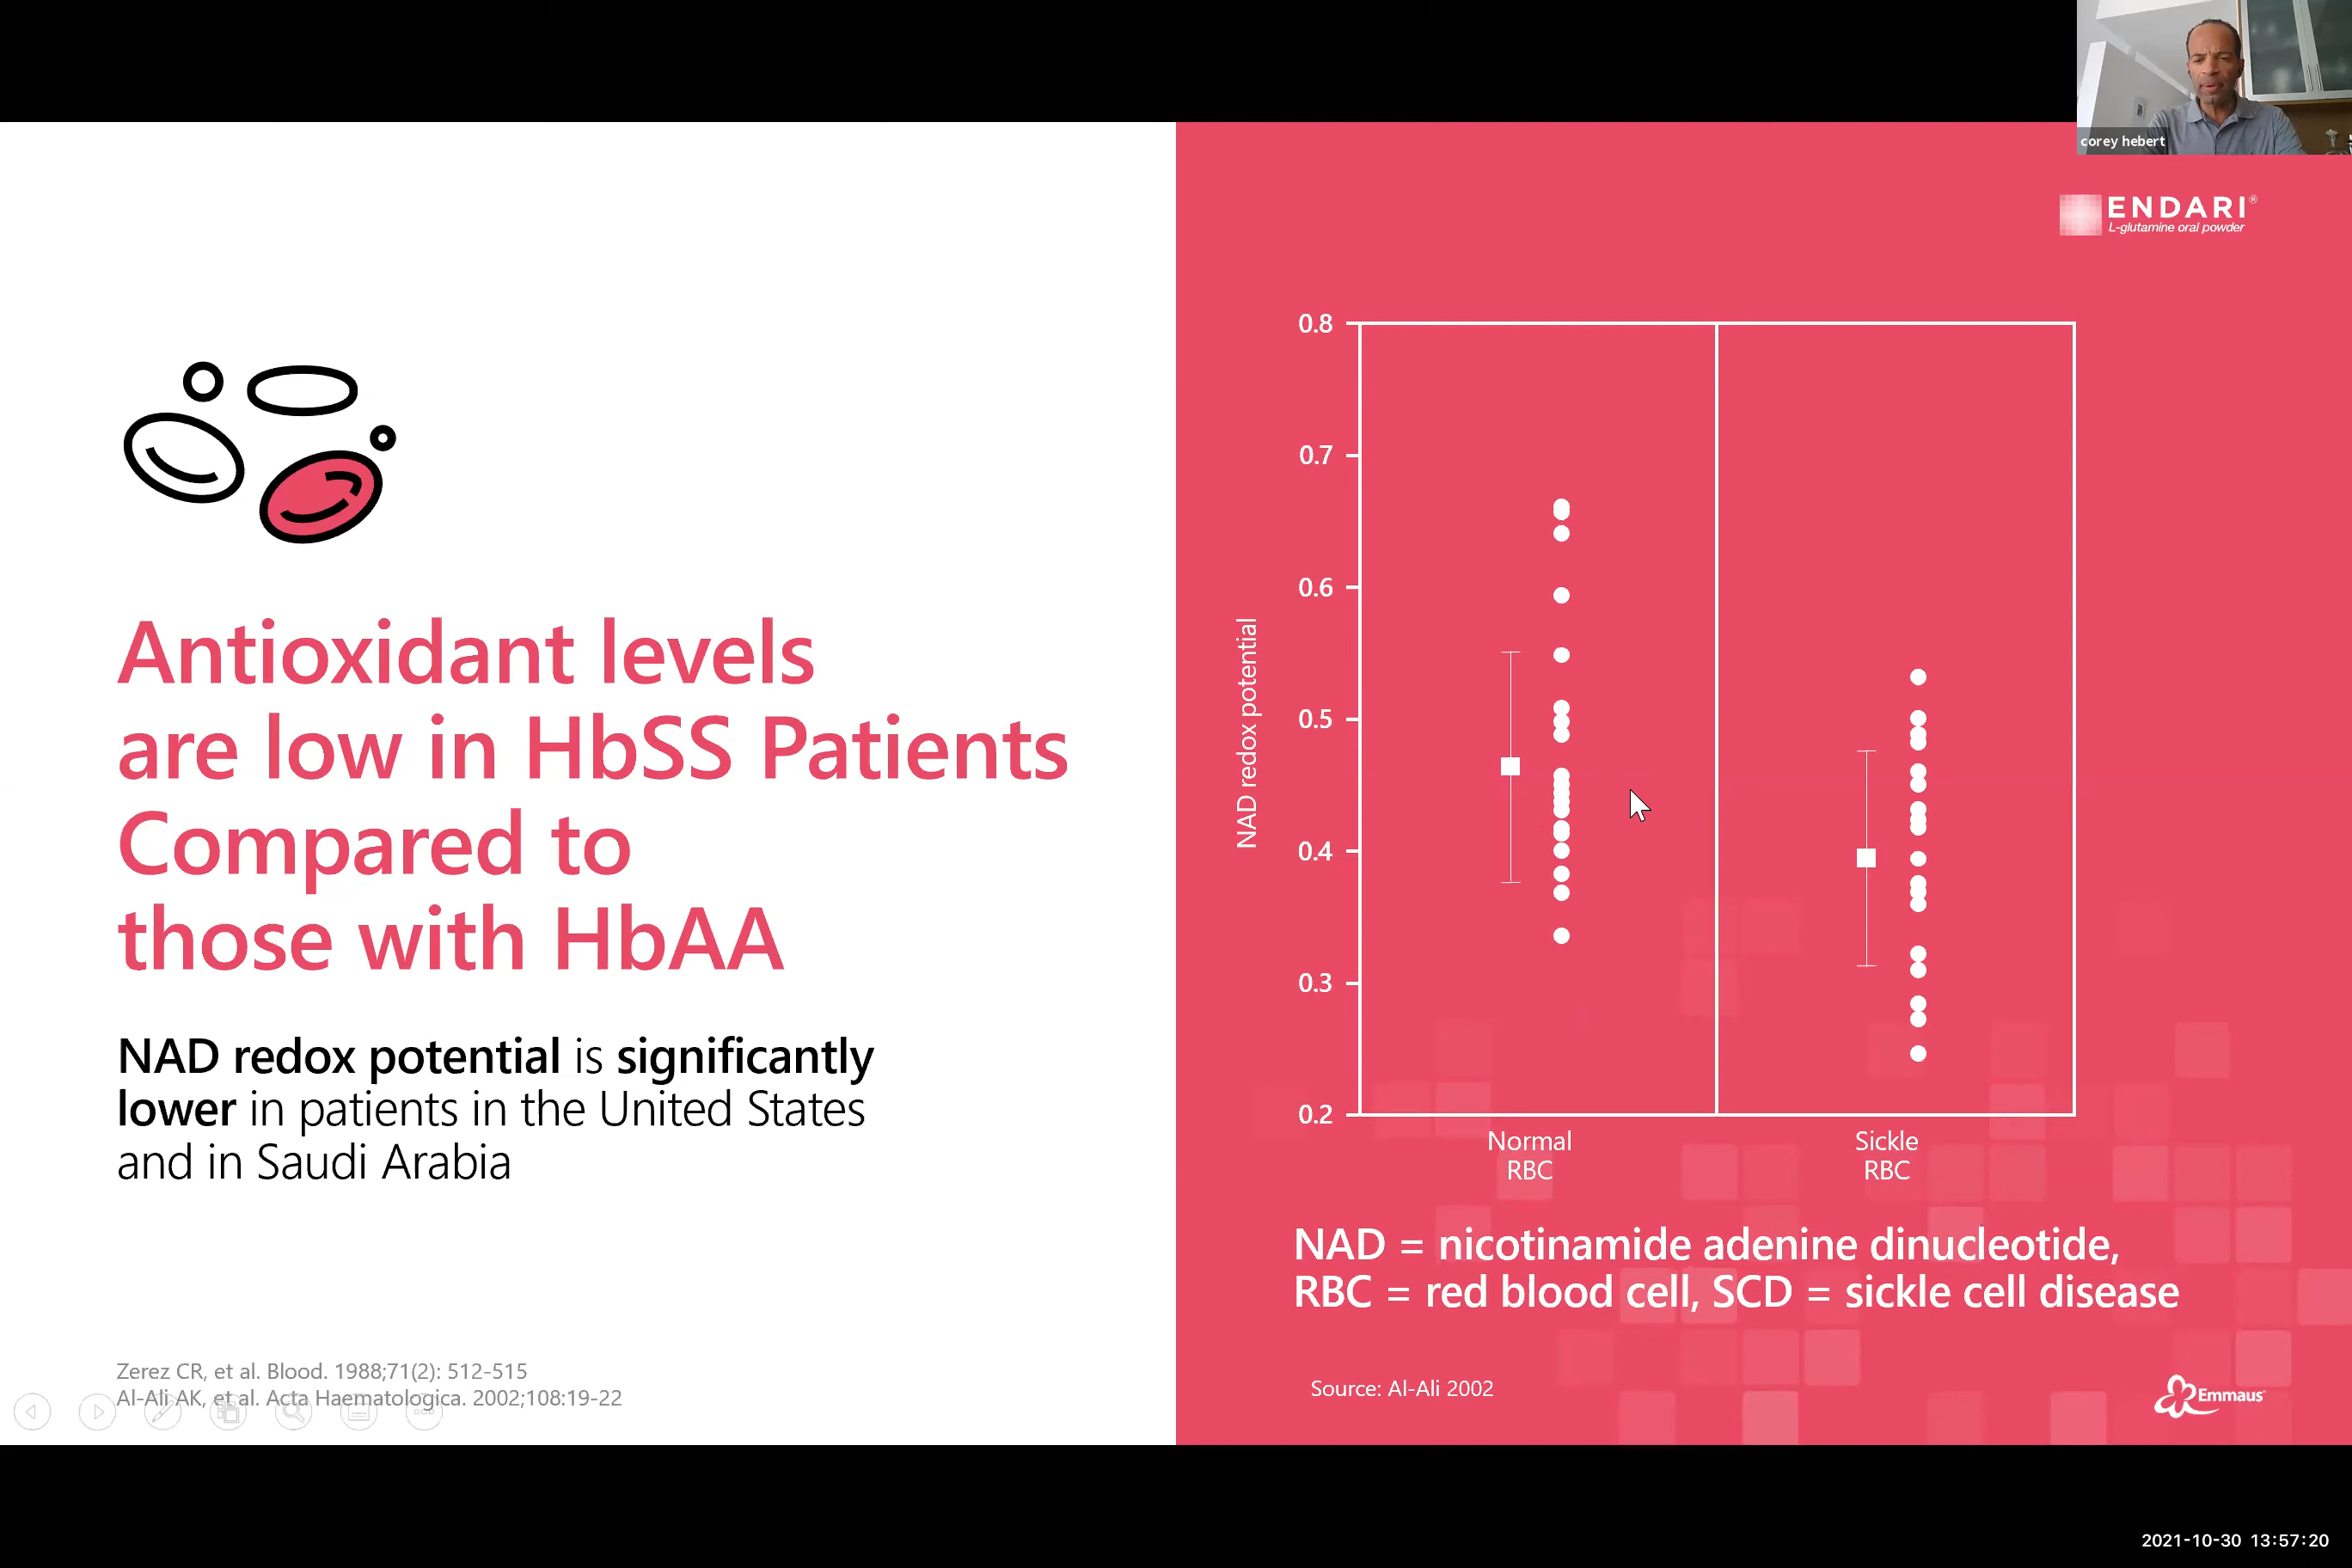 corey hebert
ENDARI®
L-glutamine oral powder
Antioxidant levels
are low in HbSS Patients
Compared to
those with HbAA
NAD redox potential is significantly
lower in patients in the United States
and in Saudi Arabia
Zerez CR, et al. Blood. 1988;71(2): 512-515
Al-Ali AK, et al. Acta Haematologica. 2002;108:19-22
NAD redox potential
0.8
0.7
0.6
0.5
0.4
0.3
0.2
Normal
RBC
Sickle
RBC
NAD = nicotinamide adenine dinucleotide,
RBC = red blood cell, SCD = sickle cell disease
Source: Al-Ali 2002
Emmaus
2021-10-30 13:57:20